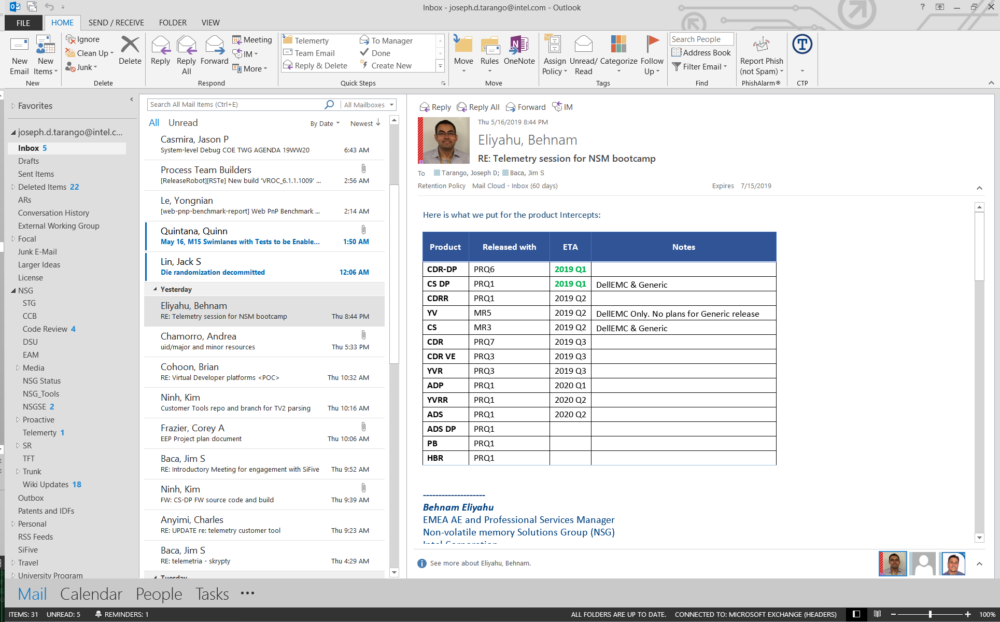 Inbox - joseph.d.tarango@intel.com - Outlook
FILE HOME SEND / RECEIVE FOLDER VIEW
New Email
New Items
Ignore
Clean Up
Junk
Delete
Reply
Reply All
Forward
Meeting
IM
More
Telemerty
Team Email
Reply & Delete
To Manager
Done
Create New
Move
Rules
OneNote
Assign Policy
Unread/ Read
Categorize
Follow Up
Search People
Address Book
Filter Email
Report Phish (not Spam)
New Delete Respond Quick Steps Move Tags Find PhishAlarm® CTP
Favorites
joseph.d.tarango@intel.c...
Inbox 5
Drafts
Sent Items
Deleted Items 22
ARs
Conversation History
External Working Group
Focal
Junk E-Mail
Larger Ideas
License
NSG
STG
CCB
Code Review 4
DSU
EAM
Media
NSG Status
NSG_Tools
NSGSE 2
Proactive
Telemerty 1
SR
TFT
Trunk
Wiki Updates 18
Outbox
Patents and IDFs
Personal
RSS Feeds
SiFive
Travel
University Program
Search All Mail Items (Ctrl+E) All Mailboxes
All Unread By Date Newest
Casmira, Jason P
System-level Debug COE TWG AGENDA 19WW20 6:43 AM
Process Team Builders
[ReleaseRobot][RSTe] New build 'VROC_6.1.1.1009' ... 2:56 AM
Le, Yongnian
[web-pnp-benchmark-report] Web PnP Benchmark ... 2:14 AM
Quintana, Quinn
May 16, M15 Swimlanes with Tests to be Enable... 1:50 AM
Lin, Jack S
Die randomization decommitted 12:06 AM
Yesterday
Eliyahu, Behnam
RE: Telemetry session for NSM bootcamp Thu 8:44 PM
Chamorro, Andrea
uid/major and minor resources Thu 5:33 PM
Cohoon, Brian
RE: Virtual Developer platforms <POC> Thu 10:32 AM
Ninh, Kim
Customer Tools repo and branch for TV2 parsing Thu 10:16 AM
Frazier, Corey A
EEP Project plan document Thu 10:06 AM
Baca, Jim S
RE: Introductory Meeting for engagement with SiFive Thu 9:52 AM
Ninh, Kim
FW: CS-DP FW source code and build Thu 9:39 AM
Anyimi, Charles
RE: UPDATE re: telemetry customer tool Thu 9:23 AM
Baca, Jim S
RE: telemetria - skrypty Thu 4:29 AM
Tuesday
Reply Reply All Forward IM
Thu 5/16/2019 8:44 PM
Eliyahu, Behnam
RE: Telemetry session for NSM bootcamp
To Tarango, Joseph D; Baca, Jim S
Retention Policy Mail Cloud - Inbox (60 days) Expires 7/15/2019
Here is what we put for the product Intercepts:
Product Released with ETA Notes
CDR-DP PRQ6 2019 Q1
CS DP PRQ1 2019 Q1 DellEMC & Generic
CDRR PRQ1 2019 Q2
YV MR5 2019 Q2 DellEMC Only. No plans for Generic release
CS MR3 2019 Q2 DellEMC & Generic
CDR PRQ7 2019 Q3
CDR VE PRQ3 2019 Q3
YVR PRQ3 2019 Q3
ADP PRQ1 2020 Q1
YVRR PRQ1 2020 Q2
ADS PRQ1 2020 Q2
ADS DP PRQ1
PB PRQ1
HBR PRQ1
--------------------
Behnam Eliyahu
EMEA AE and Professional Services Manager
Non-volatile memory Solutions Group (NSG)
Intel Corporation
See more about Eliyahu, Behnam.
Mail Calendar People Tasks •••
ITEMS: 31 UNREAD: 5 REMINDERS: 1 ALL FOLDERS ARE UP TO DATE. CONNECTED TO: MICROSOFT EXCHANGE (HEADERS) 100%